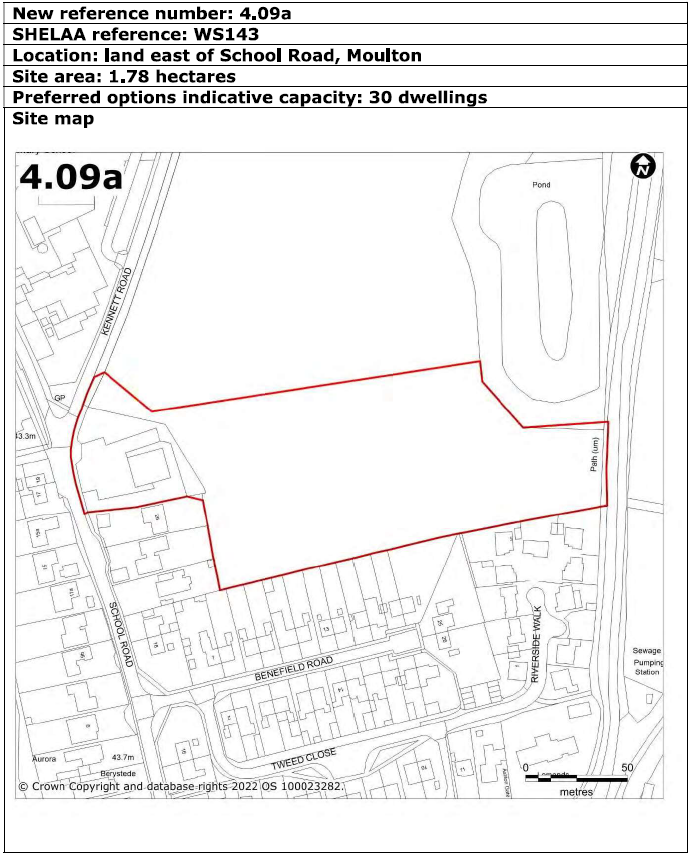 New reference number: 4.09a
SHELAA reference: WS143
Location: land east of School Road, Moulton
Site area: 1.78 hectares
Preferred options indicative capacity: 30 dwellings
Site map
4.09a
N
Pond
KENNETT ROAD
GP
13.3m
Path (um)
SCHOOL ROAD
BENEFIELD ROAD
RIVERSIDE WALK
Sewage
Pumping
Station
TWEED CLOSE
Aurora
43.7m
Berystede
0 50
metres
© Crown Copyright and database rights 2022 OS 100023282.